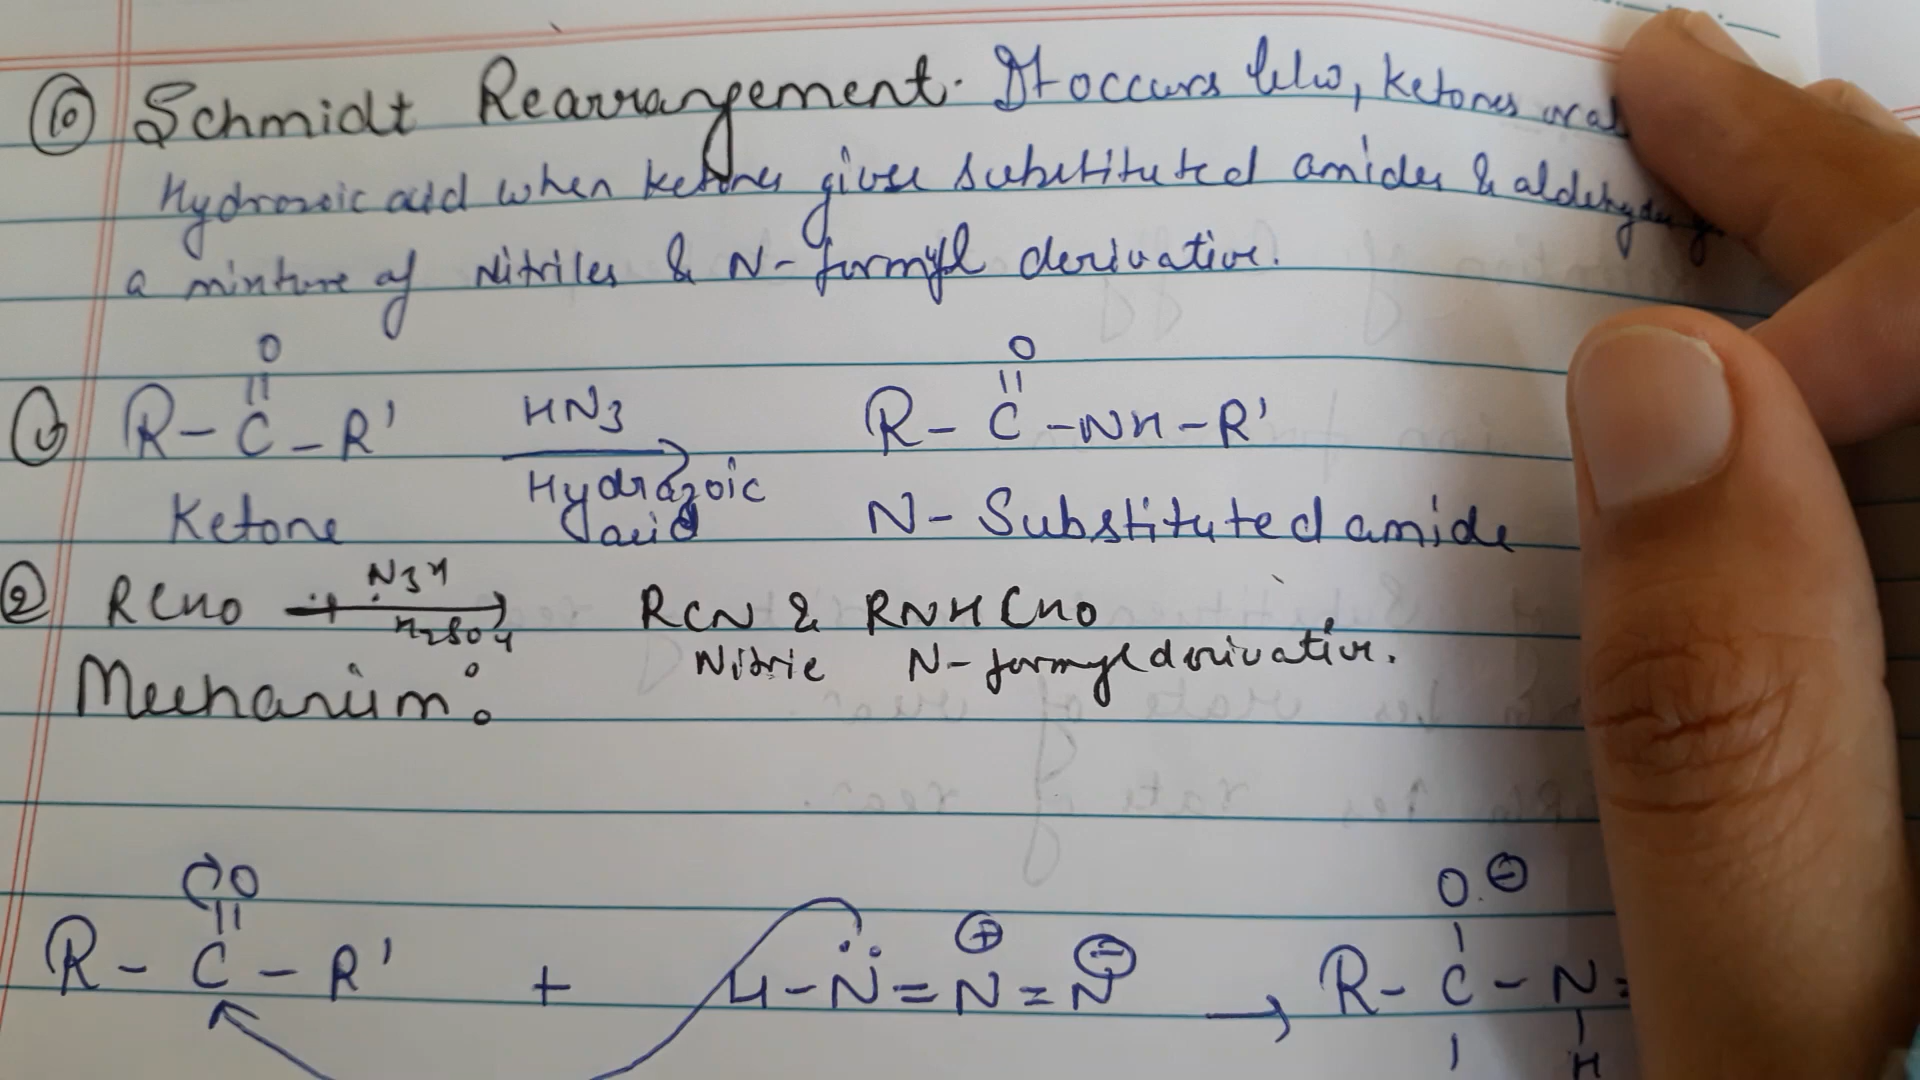 10 Schmidt Rearrangement. It occurs b/w, ketones
Hydrazoic acid when ketones gives substituted amides & aldehydes
a mixture of Nitriles & N-formyl derivative.
O
① R - C - R' HN3 R - C - NH - R'
O
Ketone Hydrazoic acid N- Substituted amide
② RCHO N3H H2SO4 RCN & RNHCHO
Nitrie N-formyl derivative.
Mechanism:
O O ⊖
R - C - R' + H - N̈ = N⊕ = N⊖ → R - C - N =
H